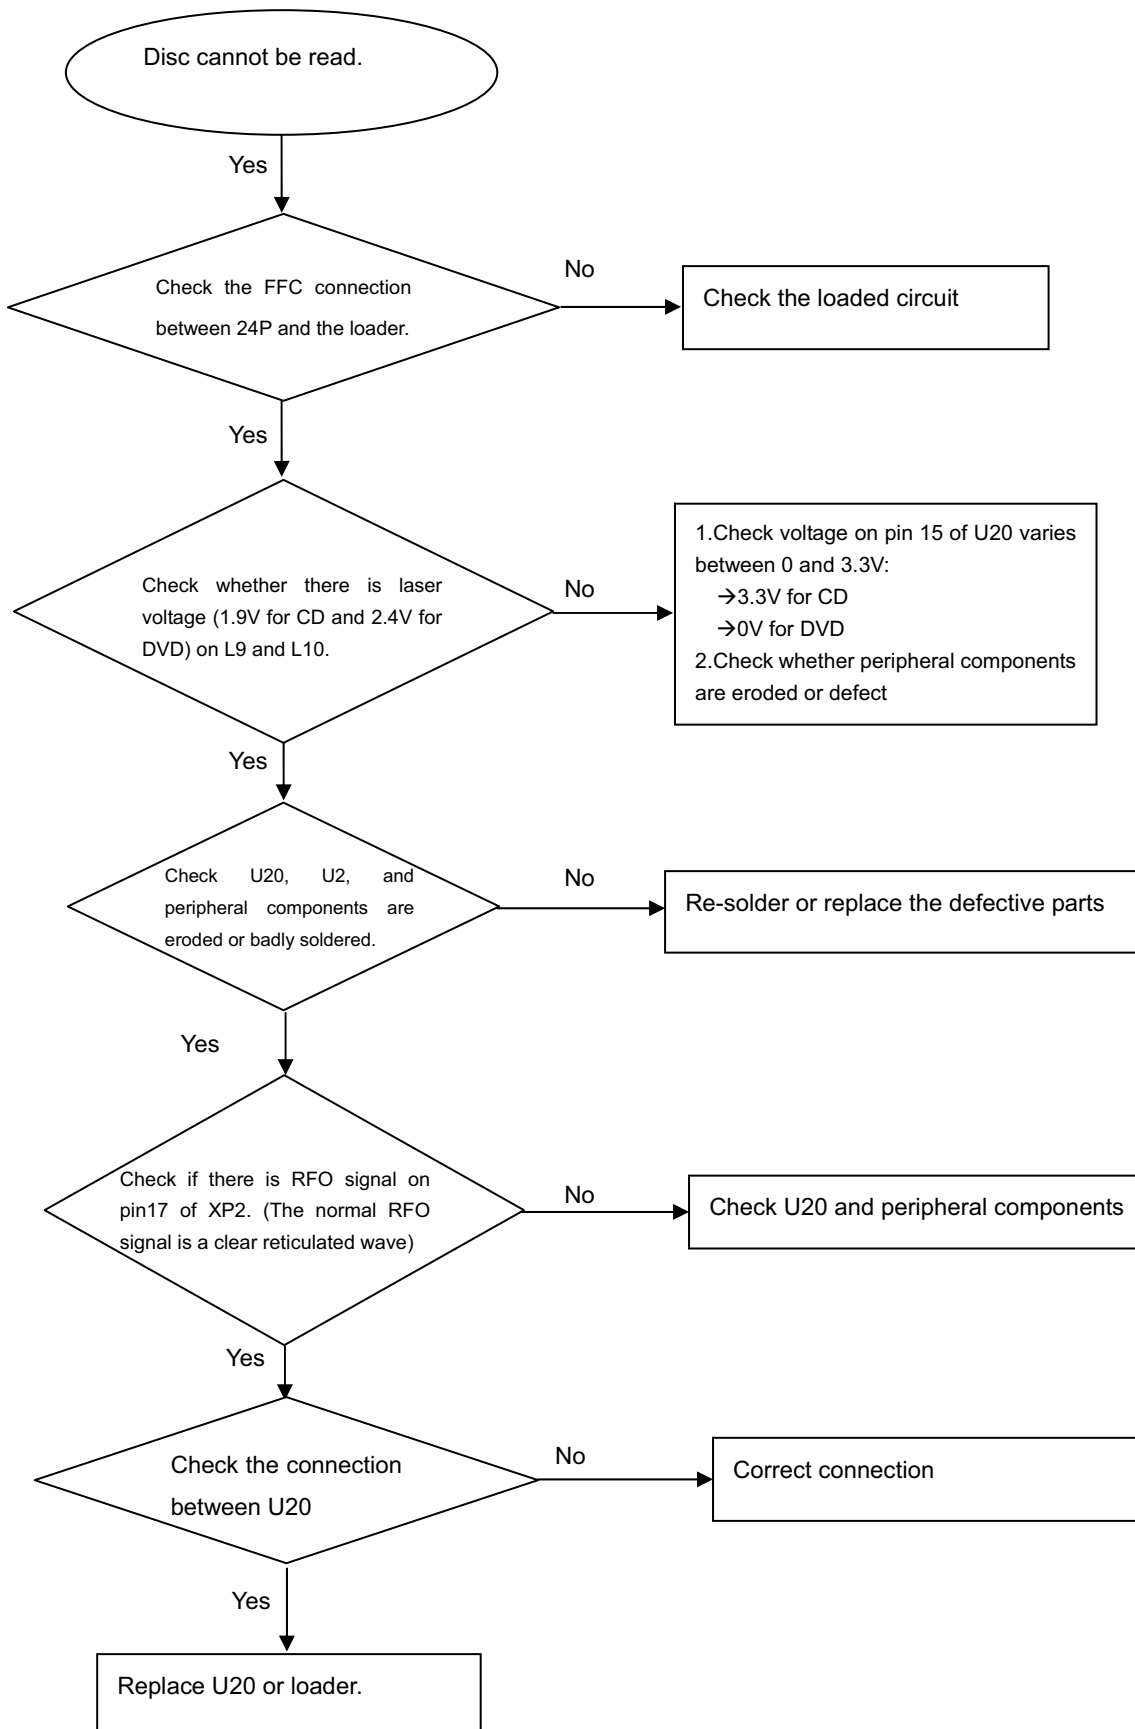 Disc cannot be read.
Yes
Check the FFC connection
between 24P and the loader.
No
Check the loaded circuit
Yes
Check whether there is laser
voltage (1.9V for CD and 2.4V for
DVD) on L9 and L10.
No
1.Check voltage on pin 15 of U20 varies
between 0 and 3.3V:
→3.3V for CD
→0V for DVD
2.Check whether peripheral components
are eroded or defect
Yes
Check U20, U2, and
peripheral components are
eroded or badly soldered.
No
Re-solder or replace the defective parts
Yes
Check if there is RFO signal on
pin17 of XP2. (The normal RFO
signal is a clear reticulated wave)
No
Check U20 and peripheral components
Yes
Check the connection
between U20
No
Correct connection
Yes
Replace U20 or loader.